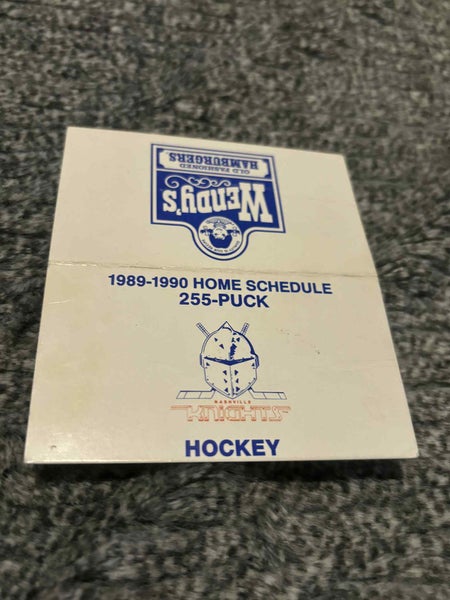 OLD FASHIONED
HAMBURGERS
WENDY'S
1989-1990 HOME SCHEDULE
255-PUCK
NASHVILLE
KNIGHTS
HOCKEY